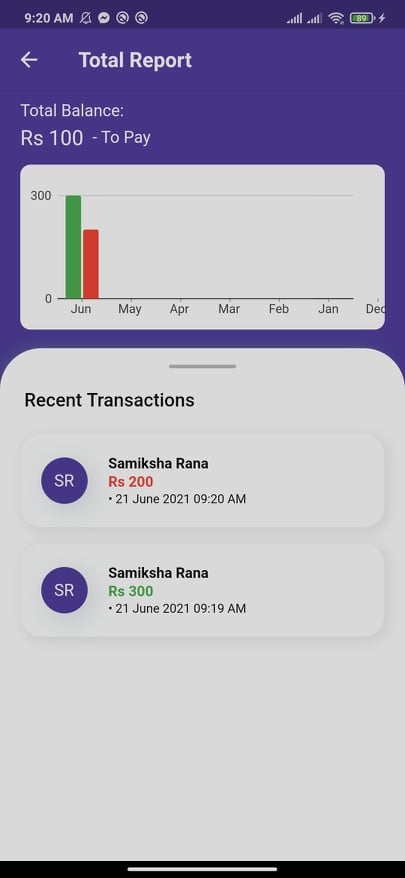 9:20 AM 89
Total Report
Total Balance:
Rs 100 - To Pay
300
0
Jun May Apr Mar Feb Jan Dec
Recent Transactions
SR
Samiksha Rana
Rs 200
• 21 June 2021 09:20 AM
SR
Samiksha Rana
Rs 300
• 21 June 2021 09:19 AM